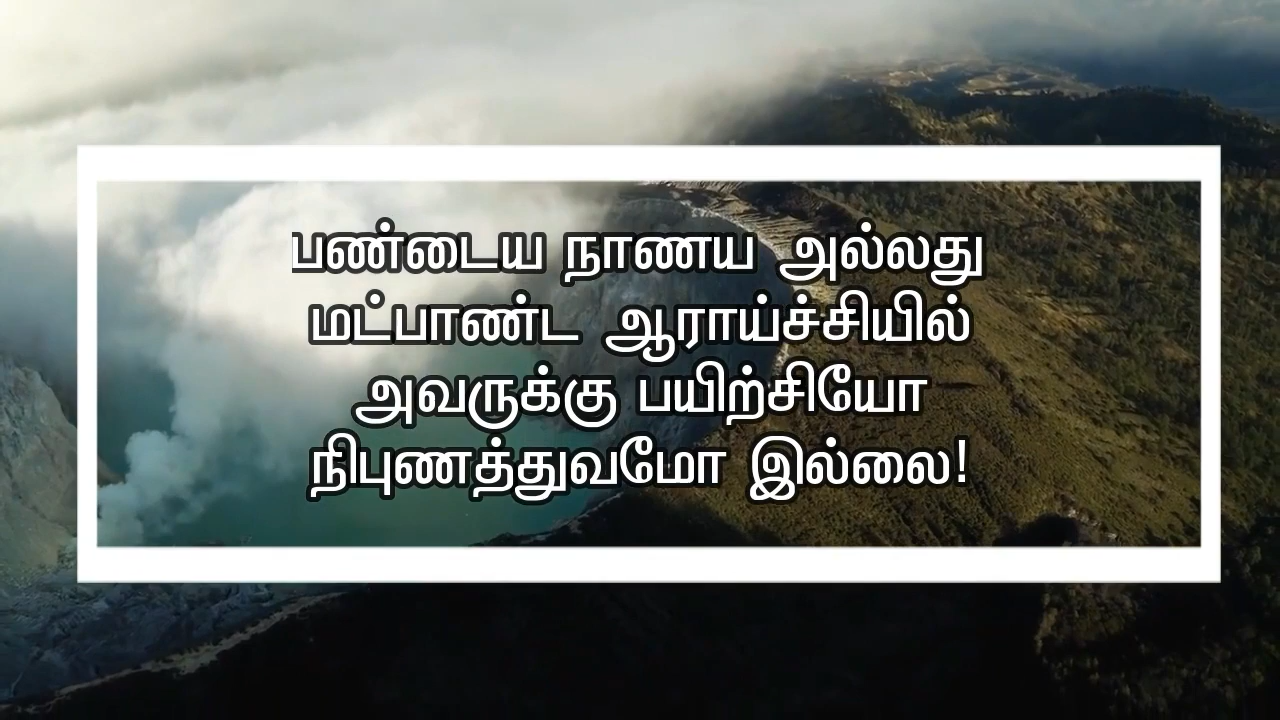 பண்டைய நாணய அல்லது
மட்பாண்ட ஆராய்ச்சியில்
அவருக்கு பயிற்சியோ
நிபுணத்துவமோ இல்லை!